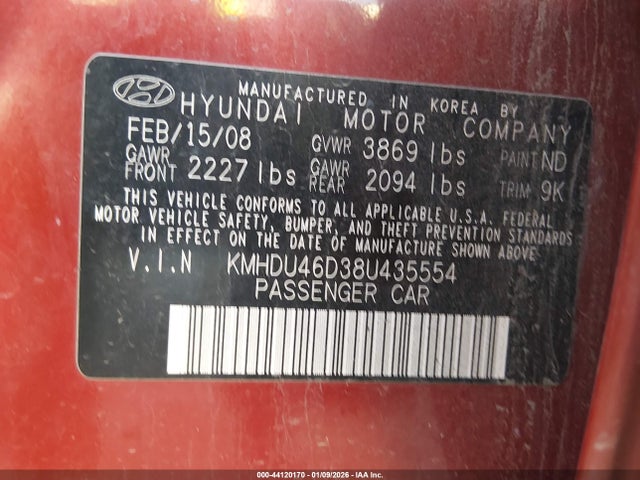 MANUFACTURED IN KOREA BY
HYUNDAI MOTOR COMPANY
FEB/15/08 GVWR 3869 lbs PAINT ND
GAWR FRONT 2227 lbs GAWR REAR 2094 lbs TRIM 9K
THIS VEHICLE CONFORMS TO ALL APPLICABLE U.S.A. FEDERAL
MOTOR VEHICLE SAFETY, BUMPER, AND THEFT PREVENTION STANDARDS
IN EFFECT ON THE DATE OF MANUFACTURE SHOWN ABOVE.
V.I.N KMHDU46D38U435554
PASSENGER CAR
000-44120170 - 01/09/2026 - IAA Inc.